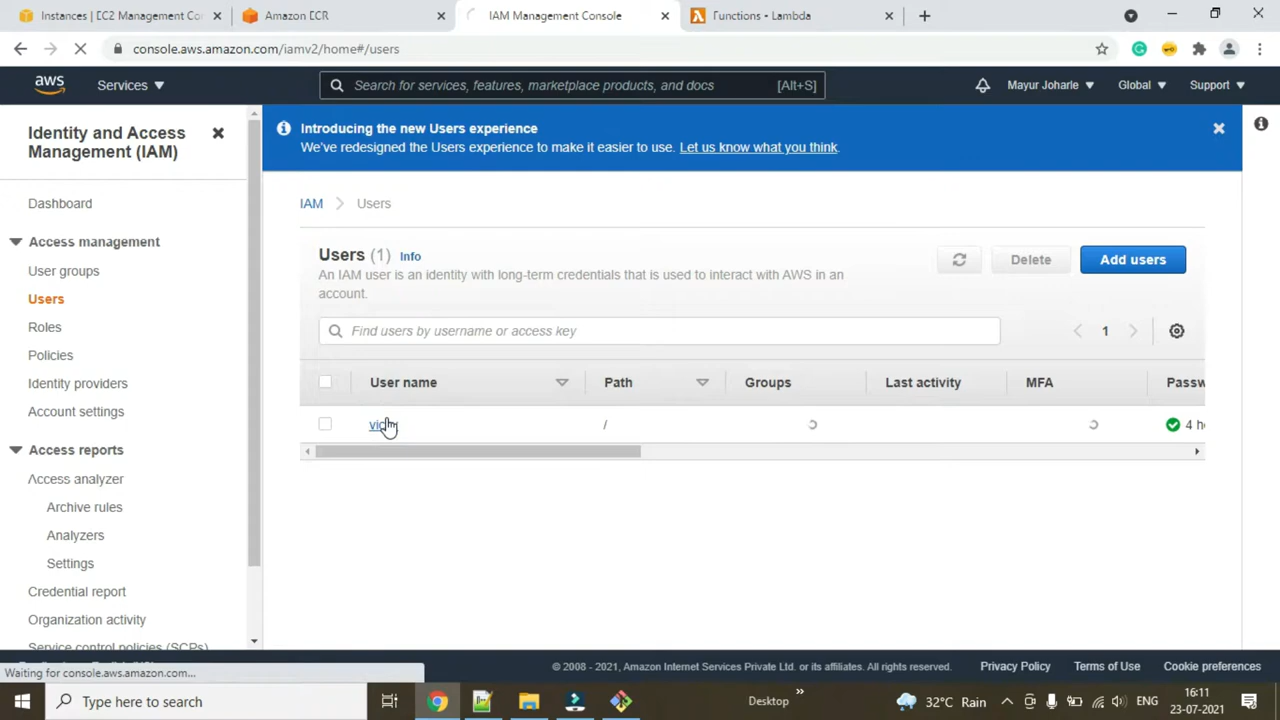 Instances | EC2 Management Co
Amazon ECR
IAM Management Console
Functions - Lambda
console.aws.amazon.com/iamv2/home#/users
aws
Services
Search for services, features, marketplace products, and docs
[Alt+S]
Mayur Joharle
Global
Support
Identity and Access
Management (IAM)
Dashboard
Access management
User groups
Users
Roles
Policies
Identity providers
Account settings
Access reports
Access analyzer
Archive rules
Analyzers
Settings
Credential report
Organization activity
Service control policies (SCPs)
Introducing the new Users experience
We've redesigned the Users experience to make it easier to use. Let us know what you think.
IAM
Users
Users (1) Info
An IAM user is an identity with long-term credentials that is used to interact with AWS in an
account.
Delete
Add users
Find users by username or access key
1
User name
Path
Groups
Last activity
MFA
Passw
/
4 h
Waiting for console.aws.amazon.com...
© 2008 - 2021, Amazon Internet Services Private Ltd. or its affiliates. All rights reserved.
Privacy Policy
Terms of Use
Cookie preferences
Type here to search
Desktop
32°C Rain
ENG
16:11
23-07-2021